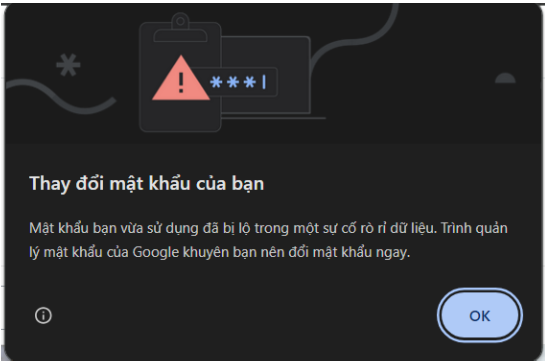 ***|
Thay đổi mật khẩu của bạn
Mật khẩu bạn vừa sử dụng đã bị lộ trong một sự cố rò rỉ dữ liệu. Trình quản
lý mật khẩu của Google khuyên bạn nên đổi mật khẩu ngay.
OK